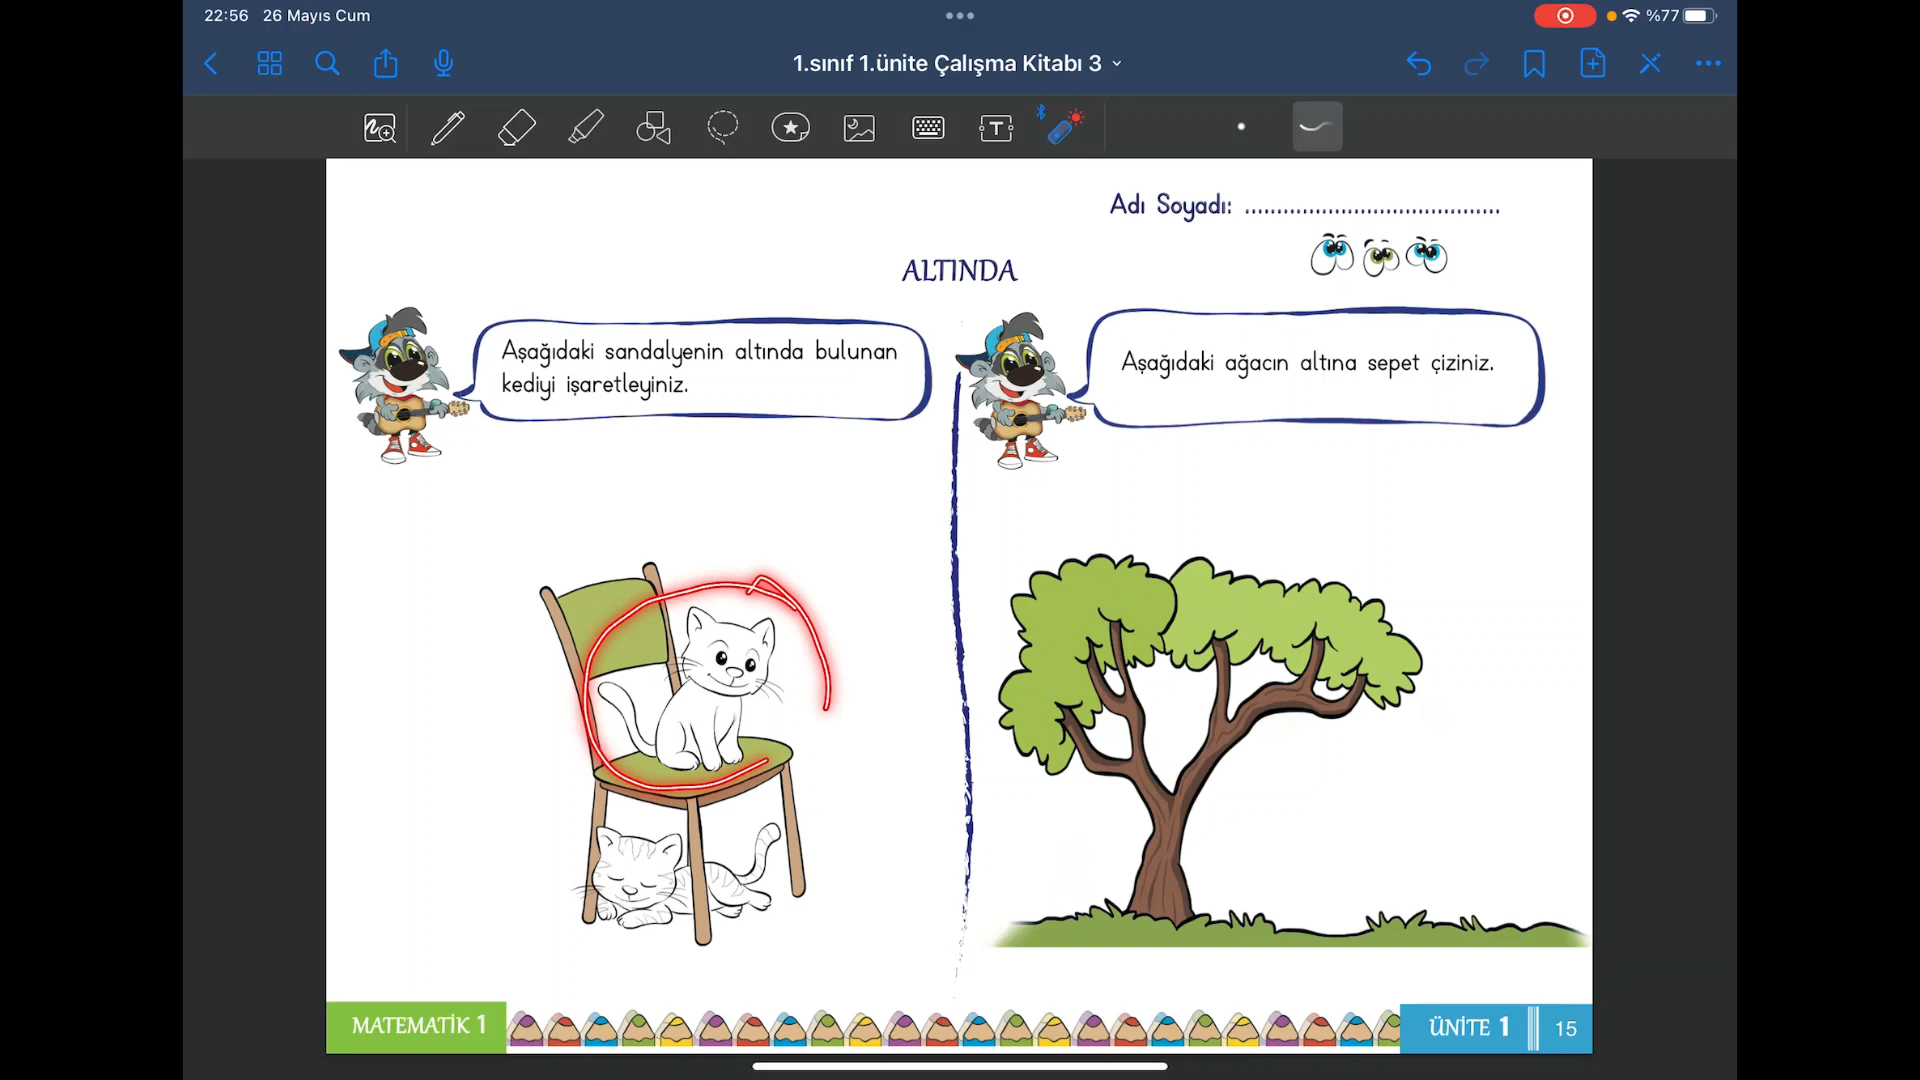 22:56 26 Mayıs Cum
%77
1.sınıf 1.ünite Çalışma Kitabı 3
T
Adı Soyadı: ........................................
ALTINDA
Aşağıdaki sandalyenin altında bulunan
kediyi işaretleyiniz.
Aşağıdaki ağacın altına sepet çiziniz.
MATEMATİK 1
ÜNİTE 1
15